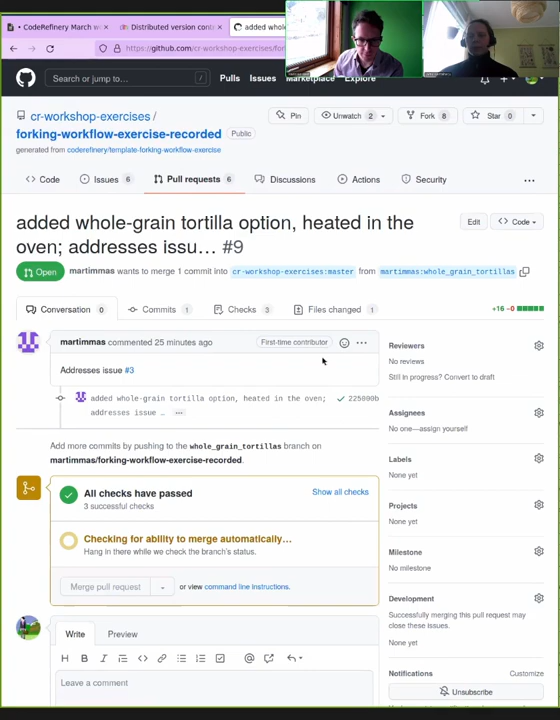 • CodeRefinery March w
Distributed version cont
added whole
https://github.com/cr-workshop-exercises/for
Search or jump to...
/
Pulls Issues Marketplace Explore
cr-workshop-exercises /
forking-workflow-exercise-recorded Public
generated from coderefinery/template-forking-workflow-exercise
Pin
Unwatch 2
Fork 8
Star 0
Code
Issues 6
Pull requests 6
Discussions
Actions
Security
added whole-grain tortilla option, heated in the
oven; addresses issu… #9
Edit
Code
Open martimmas wants to merge 1 commit into cr-workshop-exercises:master from martimmas:whole_grain_tortillas
Conversation 0
Commits 1
Checks 3
Files changed 1
+16 −0
martimmas commented 25 minutes ago
First-time contributor
Addresses issue #3
added whole-grain tortilla option, heated in the oven; 225000b
addresses issue …
Add more commits by pushing to the whole_grain_tortillas branch on
martimmas/forking-workflow-exercise-recorded.
All checks have passed
3 successful checks
Show all checks
Checking for ability to merge automatically…
Hang in there while we check the branch's status.
Merge pull request
or view command line instructions.
Write Preview
Leave a comment
Reviewers
No reviews
Still in progress? Convert to draft
Assignees
No one—assign yourself
Labels
None yet
Projects
None yet
Milestone
No milestone
Development
Successfully merging this pull request may
close these issues.
None yet
Notifications Customize
Unsubscribe